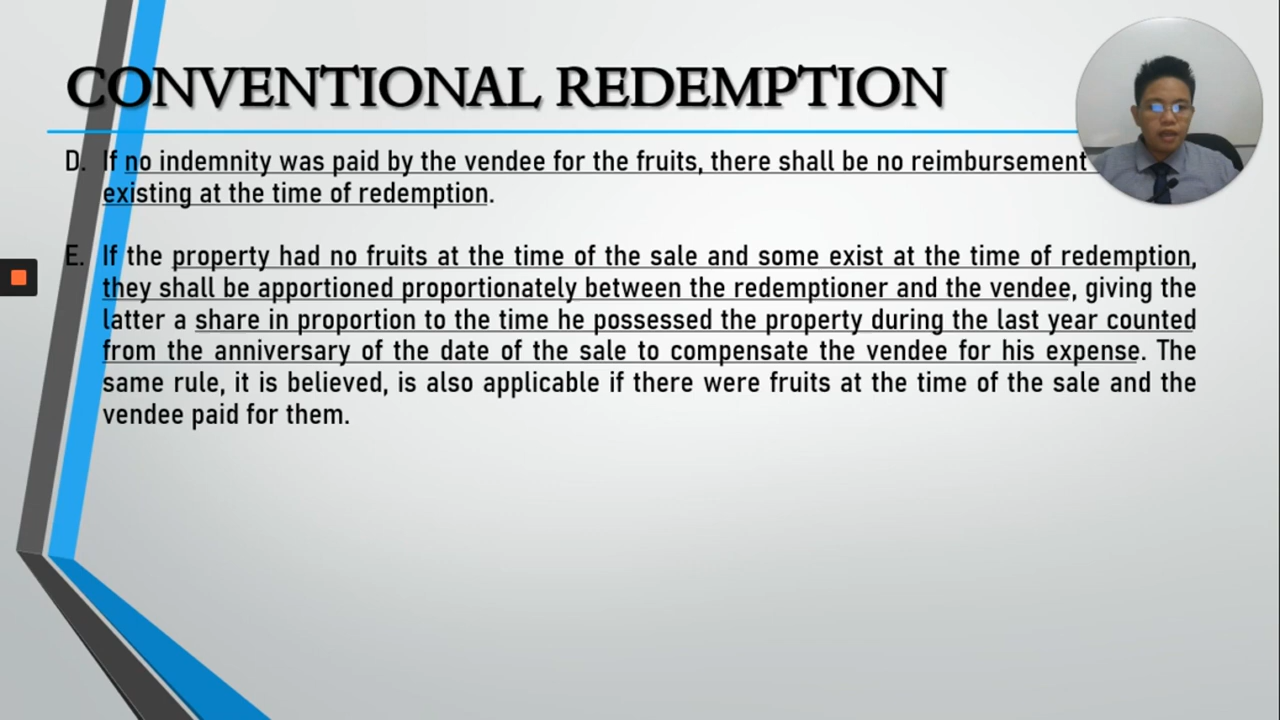 CONVENTIONAL REDEMPTION
D. If no indemnity was paid by the vendee for the fruits, there shall be no reimbursement
existing at the time of redemption.
E. If the property had no fruits at the time of the sale and some exist at the time of redemption,
they shall be apportioned proportionately between the redemptioner and the vendee, giving the
latter a share in proportion to the time he possessed the property during the last year counted
from the anniversary of the date of the sale to compensate the vendee for his expense. The
same rule, it is believed, is also applicable if there were fruits at the time of the sale and the
vendee paid for them.